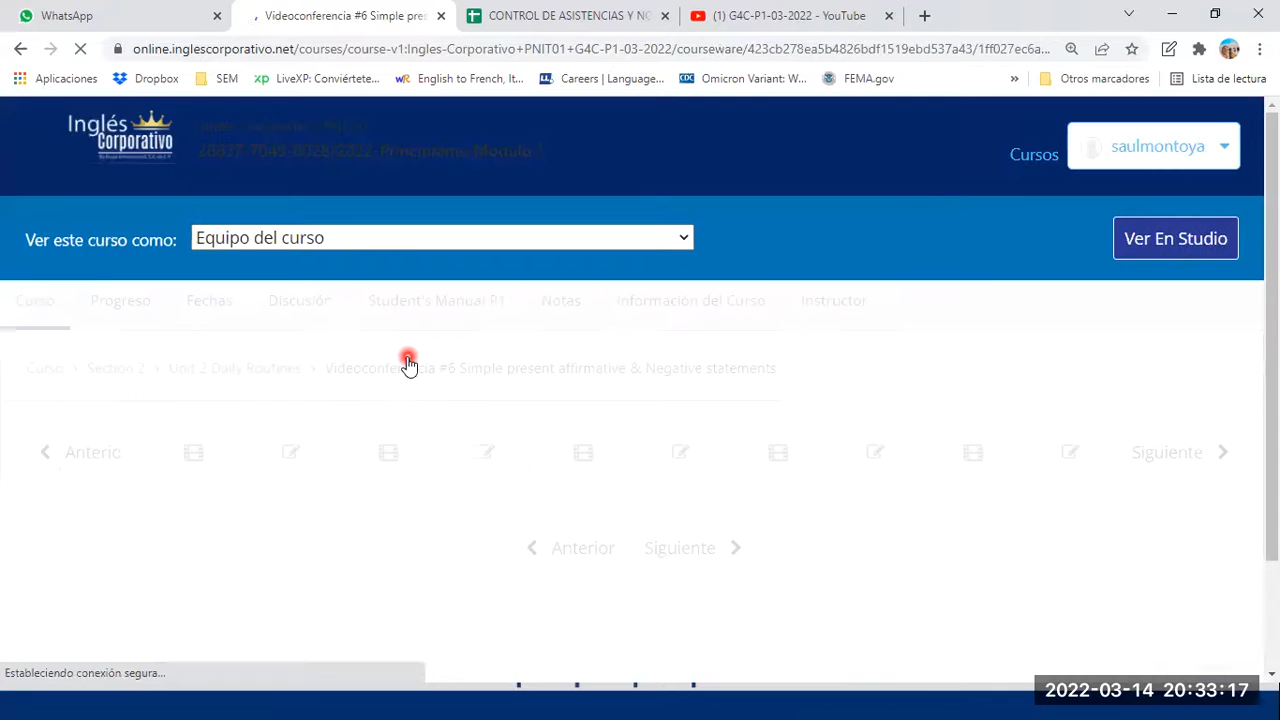 WhatsApp
Videoconferencia #6 Simple pres
CONTROL DE ASISTENCIAS Y NO
(1) G4C-P1-03-2022 - YouTube
online.inglescorporativo.net/courses/course-v1:Ingles-Corporativo+PNIT01+G4C-P1-03-2022/courseware/423cb278ea5b4826bdf1519ebd537a43/1ff027ec6a...
Aplicaciones
Dropbox
SEM
LiveXP: Conviértete...
English to French, It...
Careers | Language...
Omicron Variant: W...
FEMA.gov
»
Otros marcadores
Lista de lectura
Inglés
Corporativo
Principiante Modulo 1
Cursos
saulmontoya
Ver este curso como:
Equipo del curso
Ver En Studio
Curso
Progreso
Fechas
Discusión
Student's Manual P1
Notas
Información del Curso
Instructor
Curso > Section 2 > Unit 2 Daily Routines > Videoconferencia #6 Simple present affirmative & Negative statements
Anterio
Siguiente
Anterior
Siguiente
Estableciendo conexión segura...
2022-03-14 20:33:17